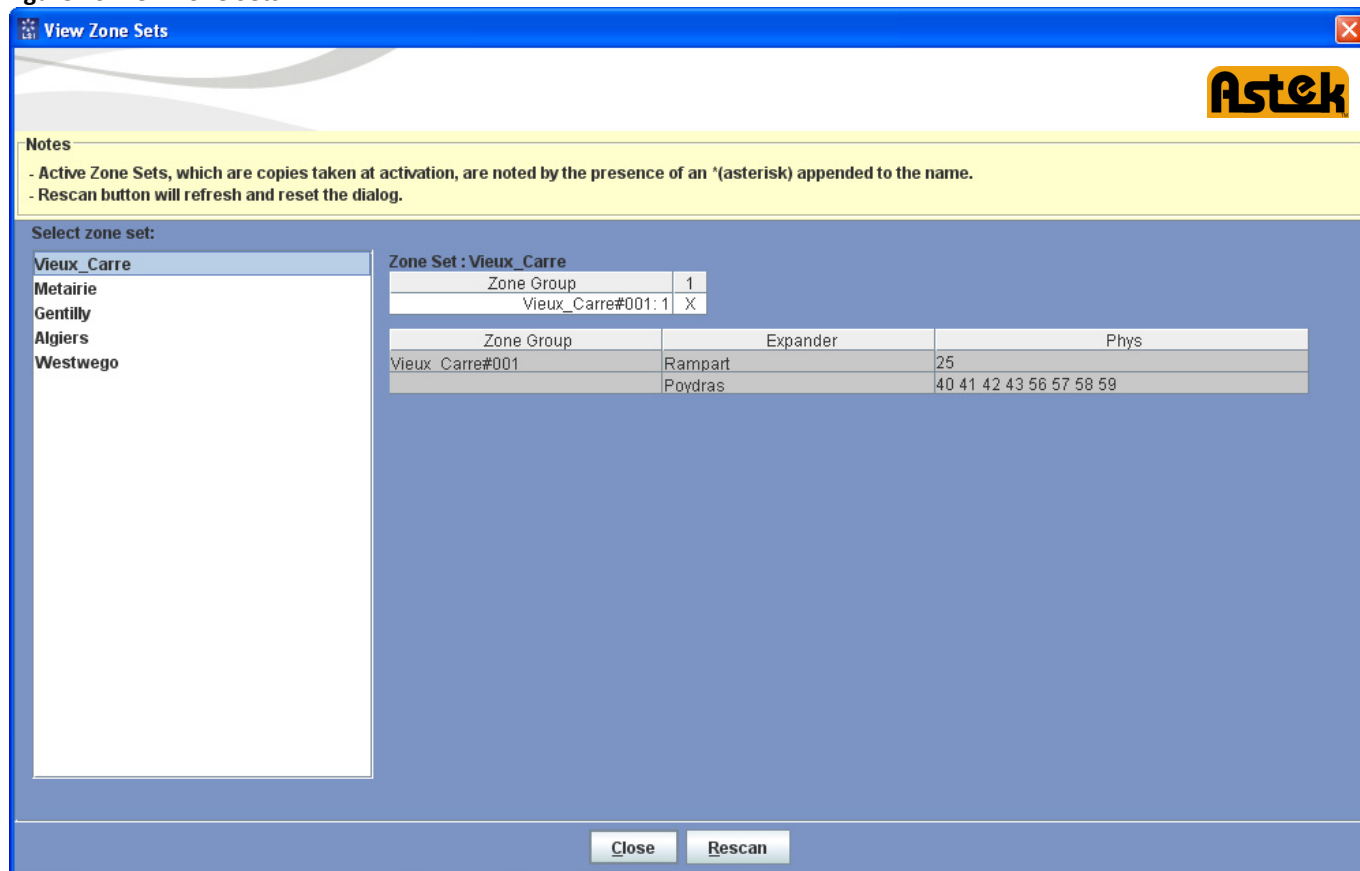 View Zone Sets
Astek
Notes
- Active Zone Sets, which are copies taken at activation, are noted by the presence of an *(asterisk) appended to the name.
- Rescan button will refresh and reset the dialog.
Select zone set:
Vieux_Carre
Metairie
Gentilly
Algiers
Westwego
Zone Set : Vieux_Carre
Zone Group 1
Vieux_Carre#001: 1 X
Zone Group Expander Phys
Vieux_Carre#001 Rampart 25
Poydras 40 41 42 43 56 57 58 59
Close Rescan